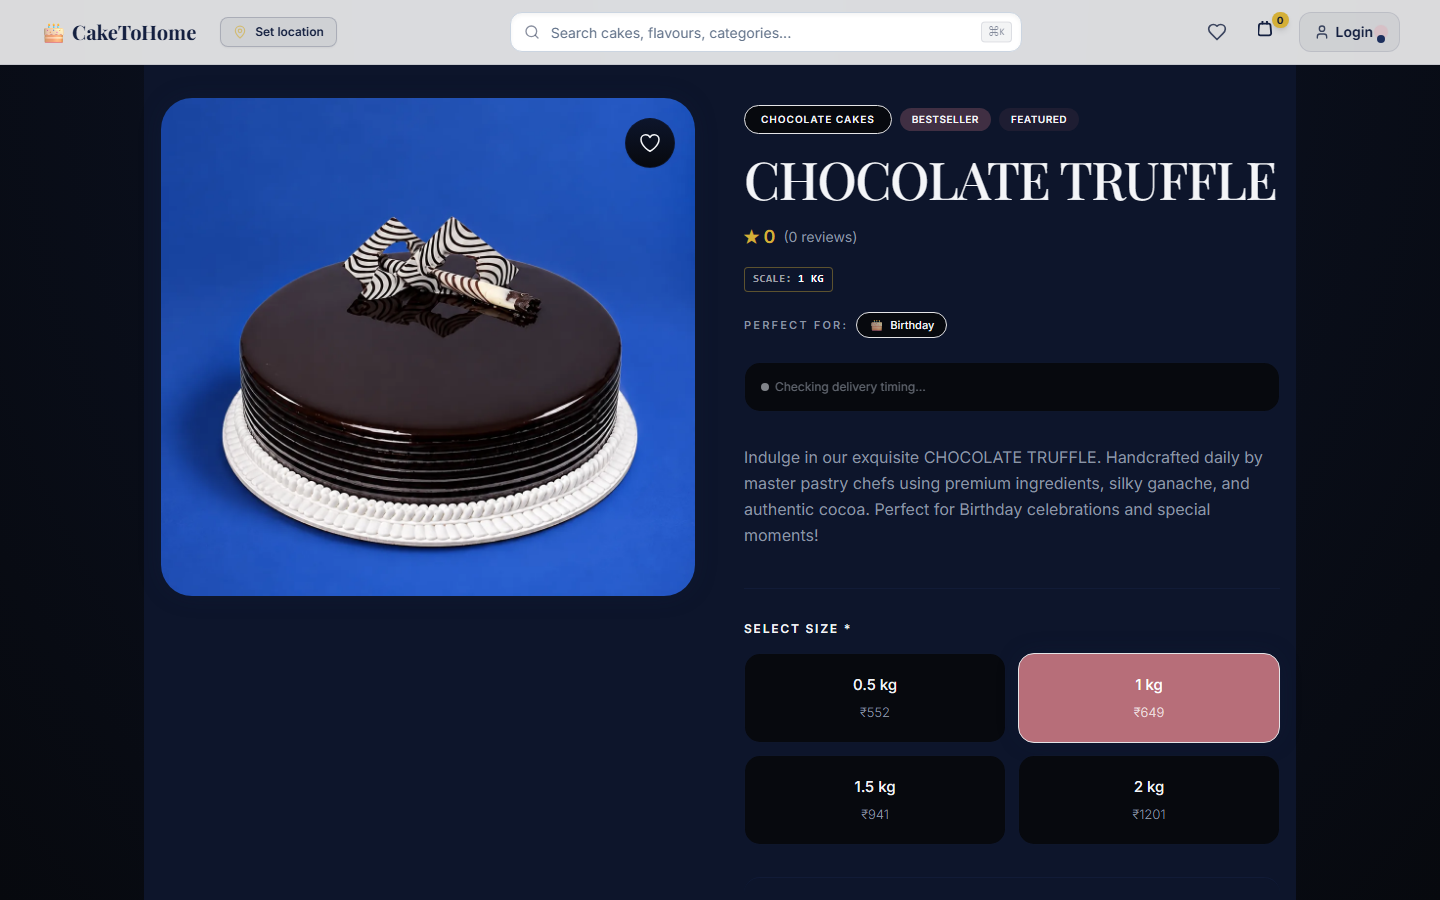 CakeToHome
Set location
Search cakes, flavours, categories...
⌘K
0
Login
CHOCOLATE CAKES
BESTSELLER
FEATURED
CHOCOLATE TRUFFLE
★ 0 (0 reviews)
SCALE: 1 KG
PERFECT FOR:
Birthday
Checking delivery timing...
Indulge in our exquisite CHOCOLATE TRUFFLE. Handcrafted daily by
master pastry chefs using premium ingredients, silky ganache, and
authentic cocoa. Perfect for Birthday celebrations and special
moments!
SELECT SIZE *
0.5 kg
₹552
1 kg
₹649
1.5 kg
₹941
2 kg
₹1201